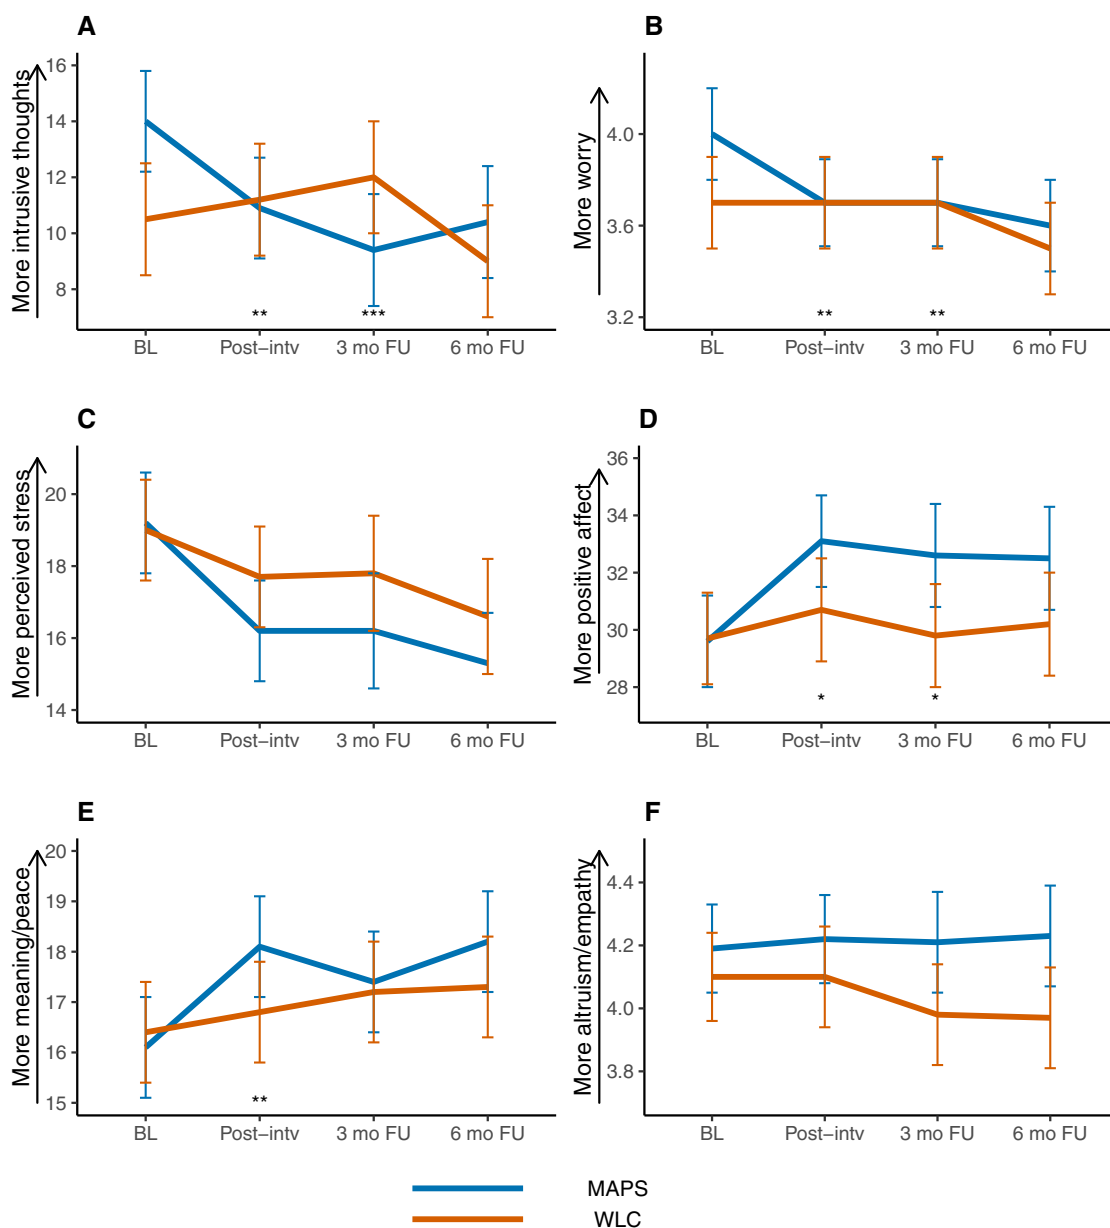 A
More intrusive thoughts
16
14
12
10
8
** ***
BL Post–intv 3 mo FU 6 mo FU
B
More worry
4.0
3.6
3.2
** **
BL Post–intv 3 mo FU 6 mo FU
C
More perceived stress
20
18
16
14
BL Post–intv 3 mo FU 6 mo FU
D
More positive affect
36
34
32
30
28
* *
BL Post–intv 3 mo FU 6 mo FU
E
More meaning/peace
20
19
18
17
16
15
**
BL Post–intv 3 mo FU 6 mo FU
F
More altruism/empathy
4.4
4.2
4.0
3.8
BL Post–intv 3 mo FU 6 mo FU
MAPS
WLC